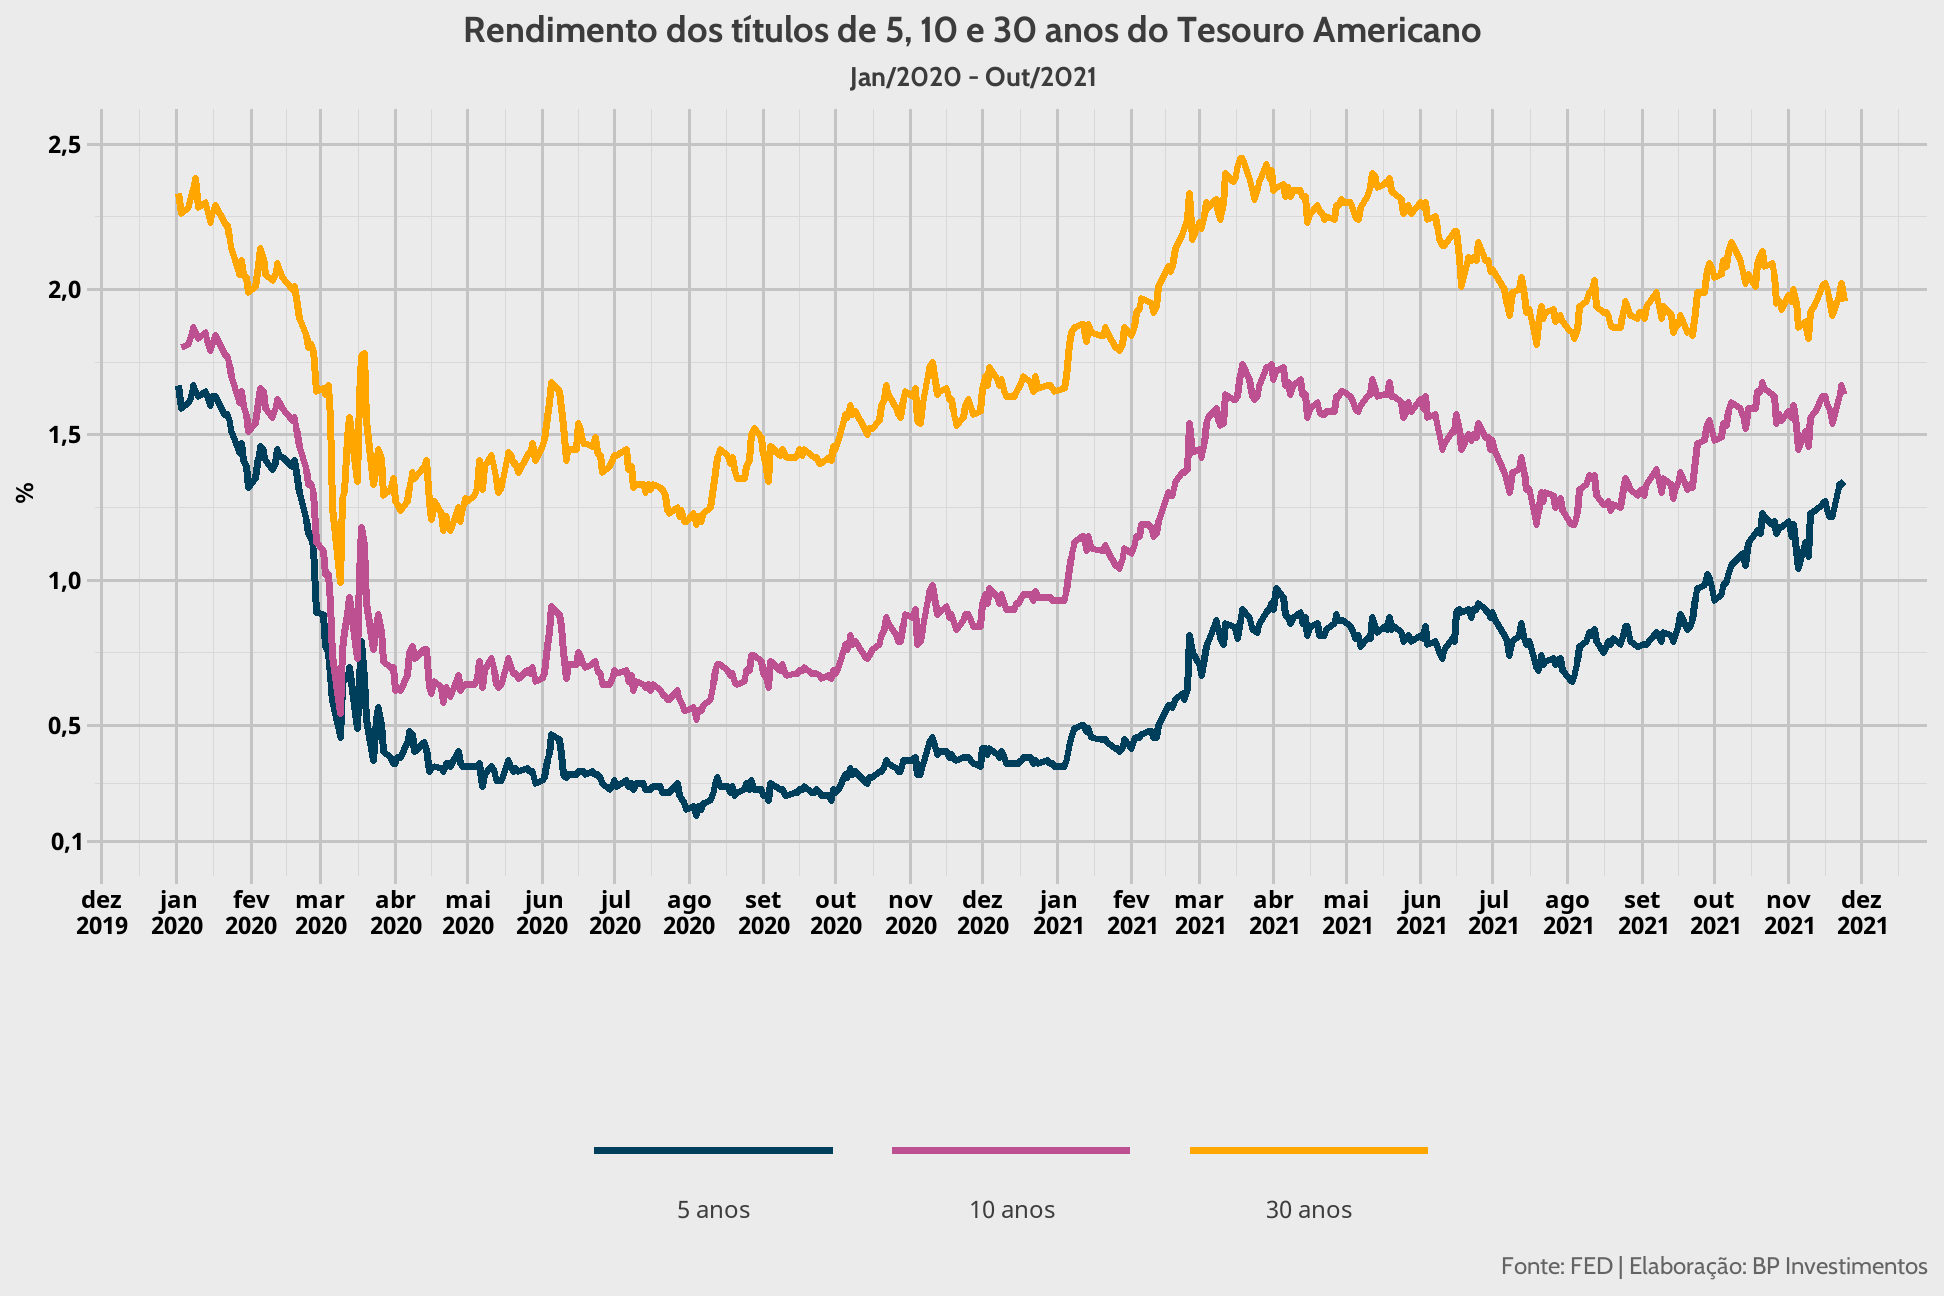 Rendimento dos títulos de 5, 10 e 30 anos do Tesouro Americano
Jan/2020 - Out/2021
2,5
2,0
1,5
%
1,0
0,5
0,1
dez jan fev mar abr mai jun jul ago set out nov dez jan fev mar abr mai jun jul ago set out nov dez
2019 2020 2020 2020 2020 2020 2020 2020 2020 2020 2020 2020 2020 2021 2021 2021 2021 2021 2021 2021 2021 2021 2021 2021 2021
5 anos 10 anos 30 anos
Fonte: FED | Elaboração: BP Investimentos